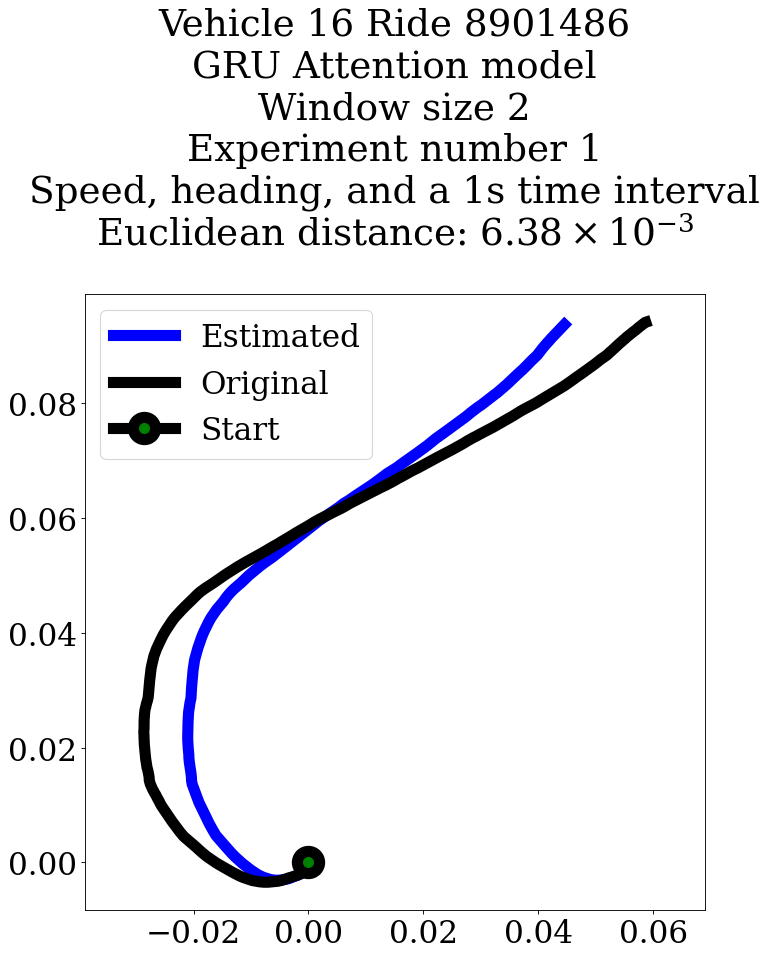 Vehicle 16 Ride 8901486
GRU Attention model
Window size 2
Experiment number 1
Speed, heading, and a 1s time interval
Euclidean distance: 6.38 × 10⁻³
Estimated
Original
Start
0.08
0.06
0.04
0.02
0.00
−0.02 0.00 0.02 0.04 0.06